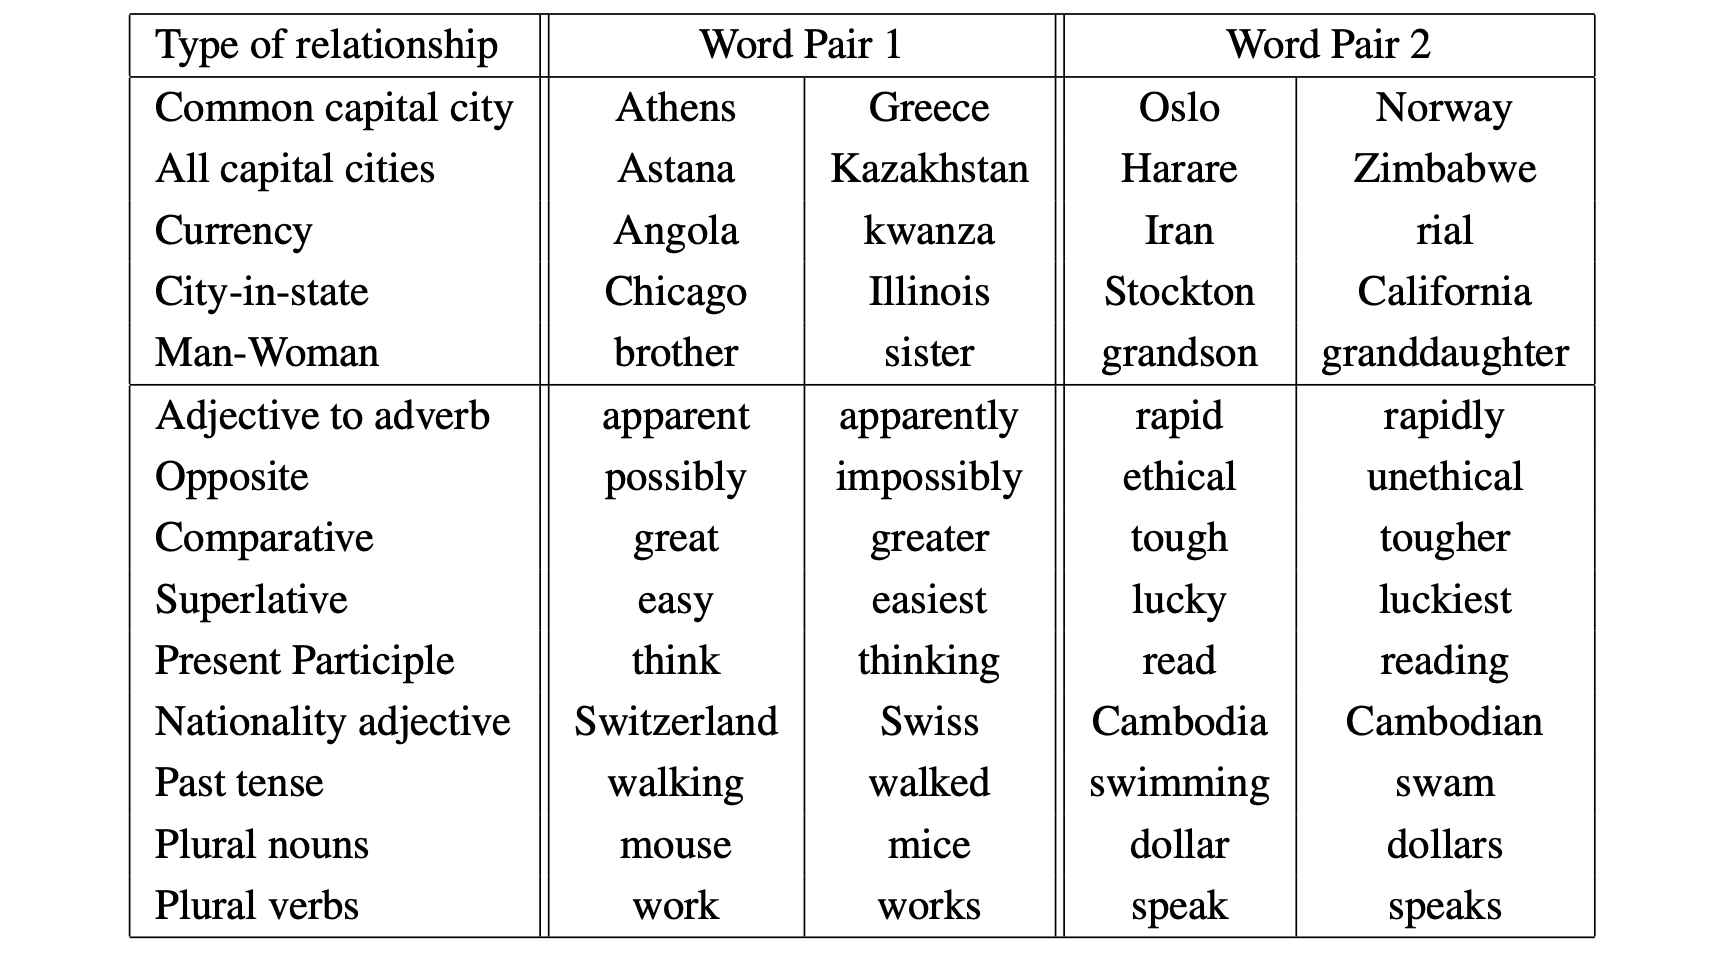 Type of relationship Word Pair 1 Word Pair 2
Common capital city Athens Greece Oslo Norway
All capital cities Astana Kazakhstan Harare Zimbabwe
Currency Angola kwanza Iran rial
City-in-state Chicago Illinois Stockton California
Man-Woman brother sister grandson granddaughter
Adjective to adverb apparent apparently rapid rapidly
Opposite possibly impossibly ethical unethical
Comparative great greater tough tougher
Superlative easy easiest lucky luckiest
Present Participle think thinking read reading
Nationality adjective Switzerland Swiss Cambodia Cambodian
Past tense walking walked swimming swam
Plural nouns mouse mice dollar dollars
Plural verbs work works speak speaks